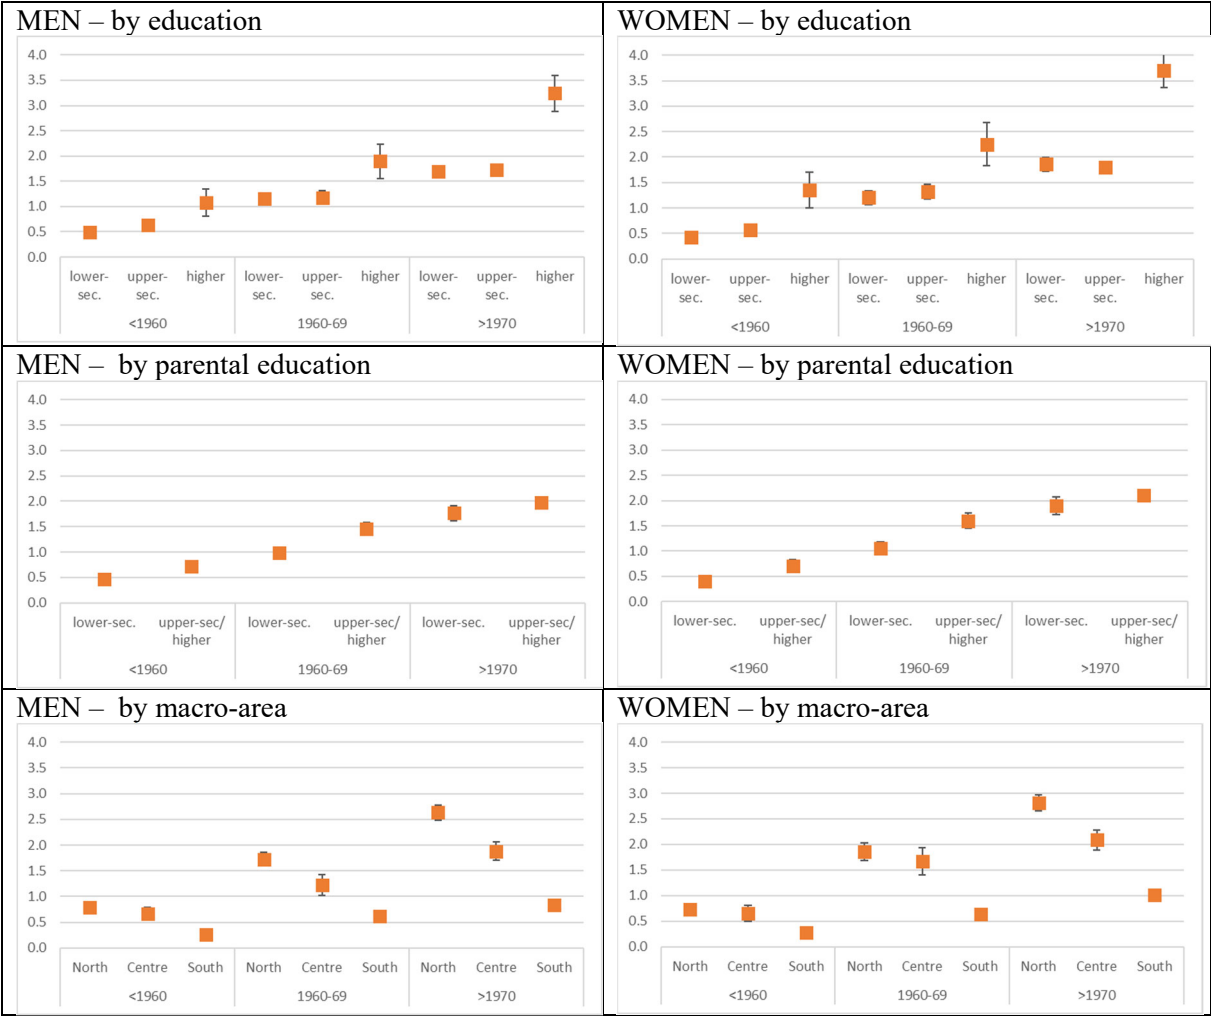 MEN – by education
4.0
3.5
3.0
2.5
2.0
1.5
1.0
0.5
0.0
lower- upper- higher lower- upper- higher lower- upper- higher
sec. sec. sec. sec. sec. sec.
<1960 1960-69 >1970
WOMEN – by education
4.0
3.5
3.0
2.5
2.0
1.5
1.0
0.5
0.0
lower- upper- higher lower- upper- higher lower- upper- higher
sec. sec. sec. sec. sec. sec.
<1960 1960-69 >1970
MEN – by parental education
4.0
3.5
3.0
2.5
2.0
1.5
1.0
0.5
0.0
lower-sec. upper-sec/ lower-sec. upper-sec/ lower-sec. upper-sec/
higher higher higher
<1960 1960-69 >1970
WOMEN – by parental education
4.0
3.5
3.0
2.5
2.0
1.5
1.0
0.5
0.0
lower-sec. upper-sec/ lower-sec. upper-sec/ lower-sec. upper-sec/
higher higher higher
<1960 1960-69 >1970
MEN – by macro-area
4.0
3.5
3.0
2.5
2.0
1.5
1.0
0.5
0.0
North Centre South North Centre South North Centre South
<1960 1960-69 >1970
WOMEN – by macro-area
4.0
3.5
3.0
2.5
2.0
1.5
1.0
0.5
0.0
North Centre South North Centre South North Centre South
<1960 1960-69 >1970